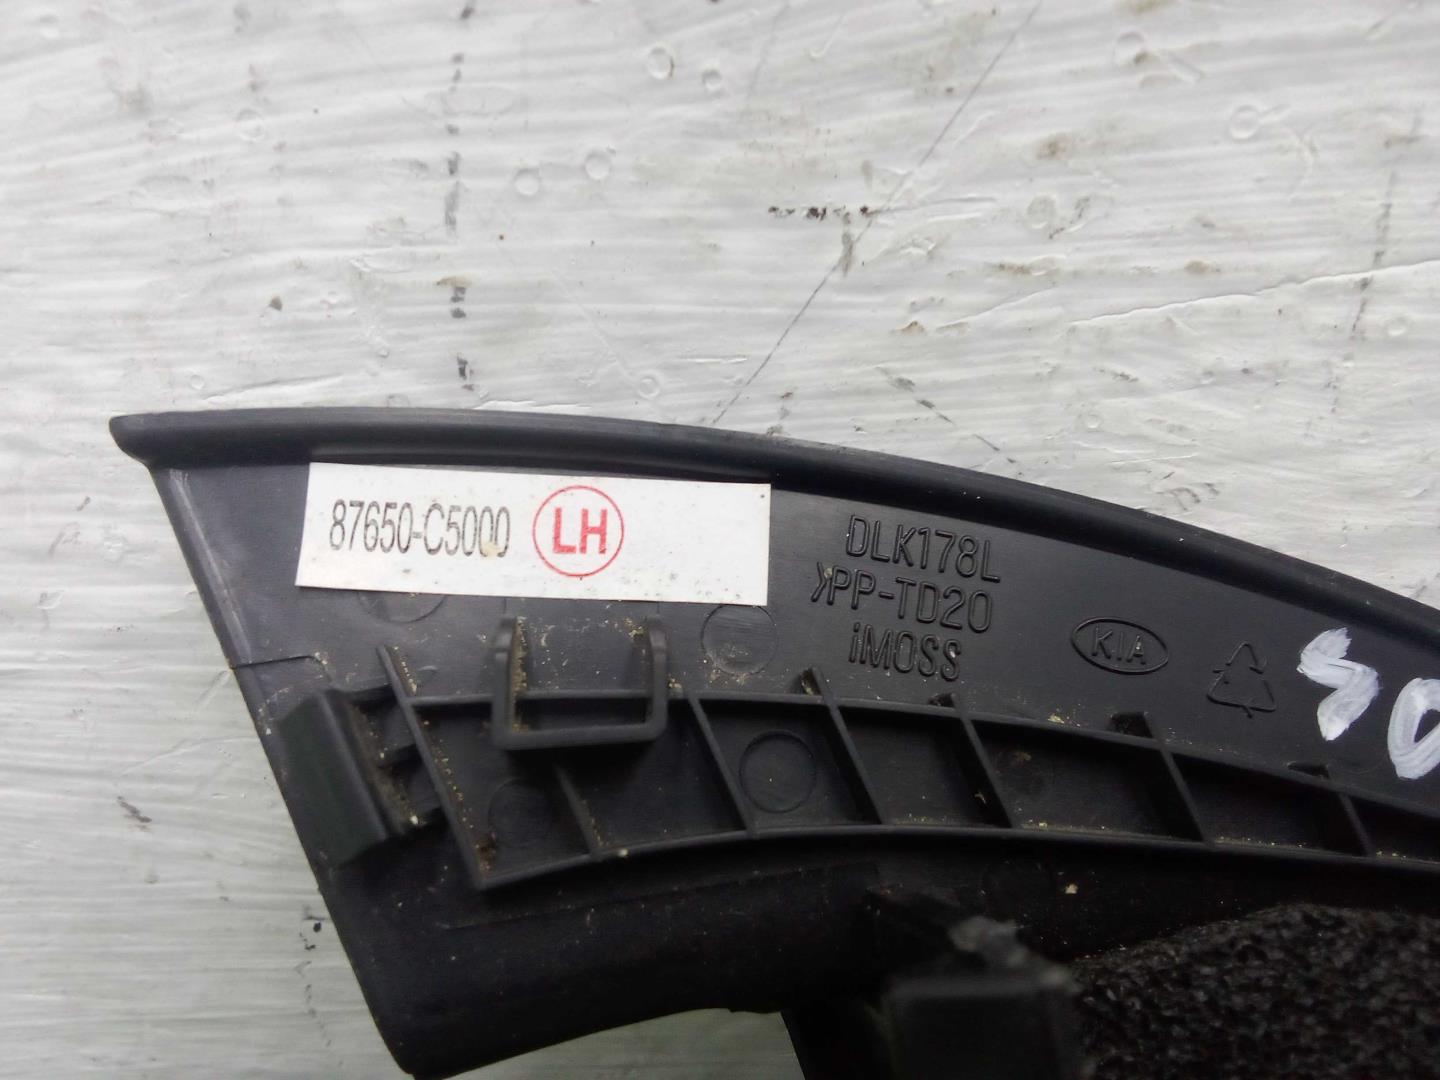 87650-C5000 LH
DLK178L
>PP-TD20
iMOSS
KIA